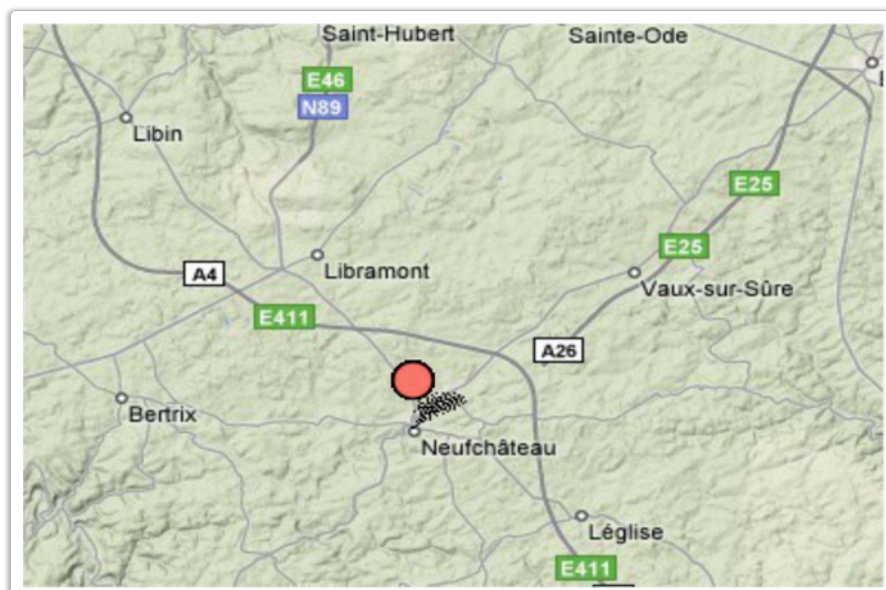 Saint-Hubert
Sainte-Ode
E46
N89
Libin
E25
E25
Libramont
A4
Vaux-sur-Sûre
E411
A26
Bertrix
Neufchâteau
Léglise
E411